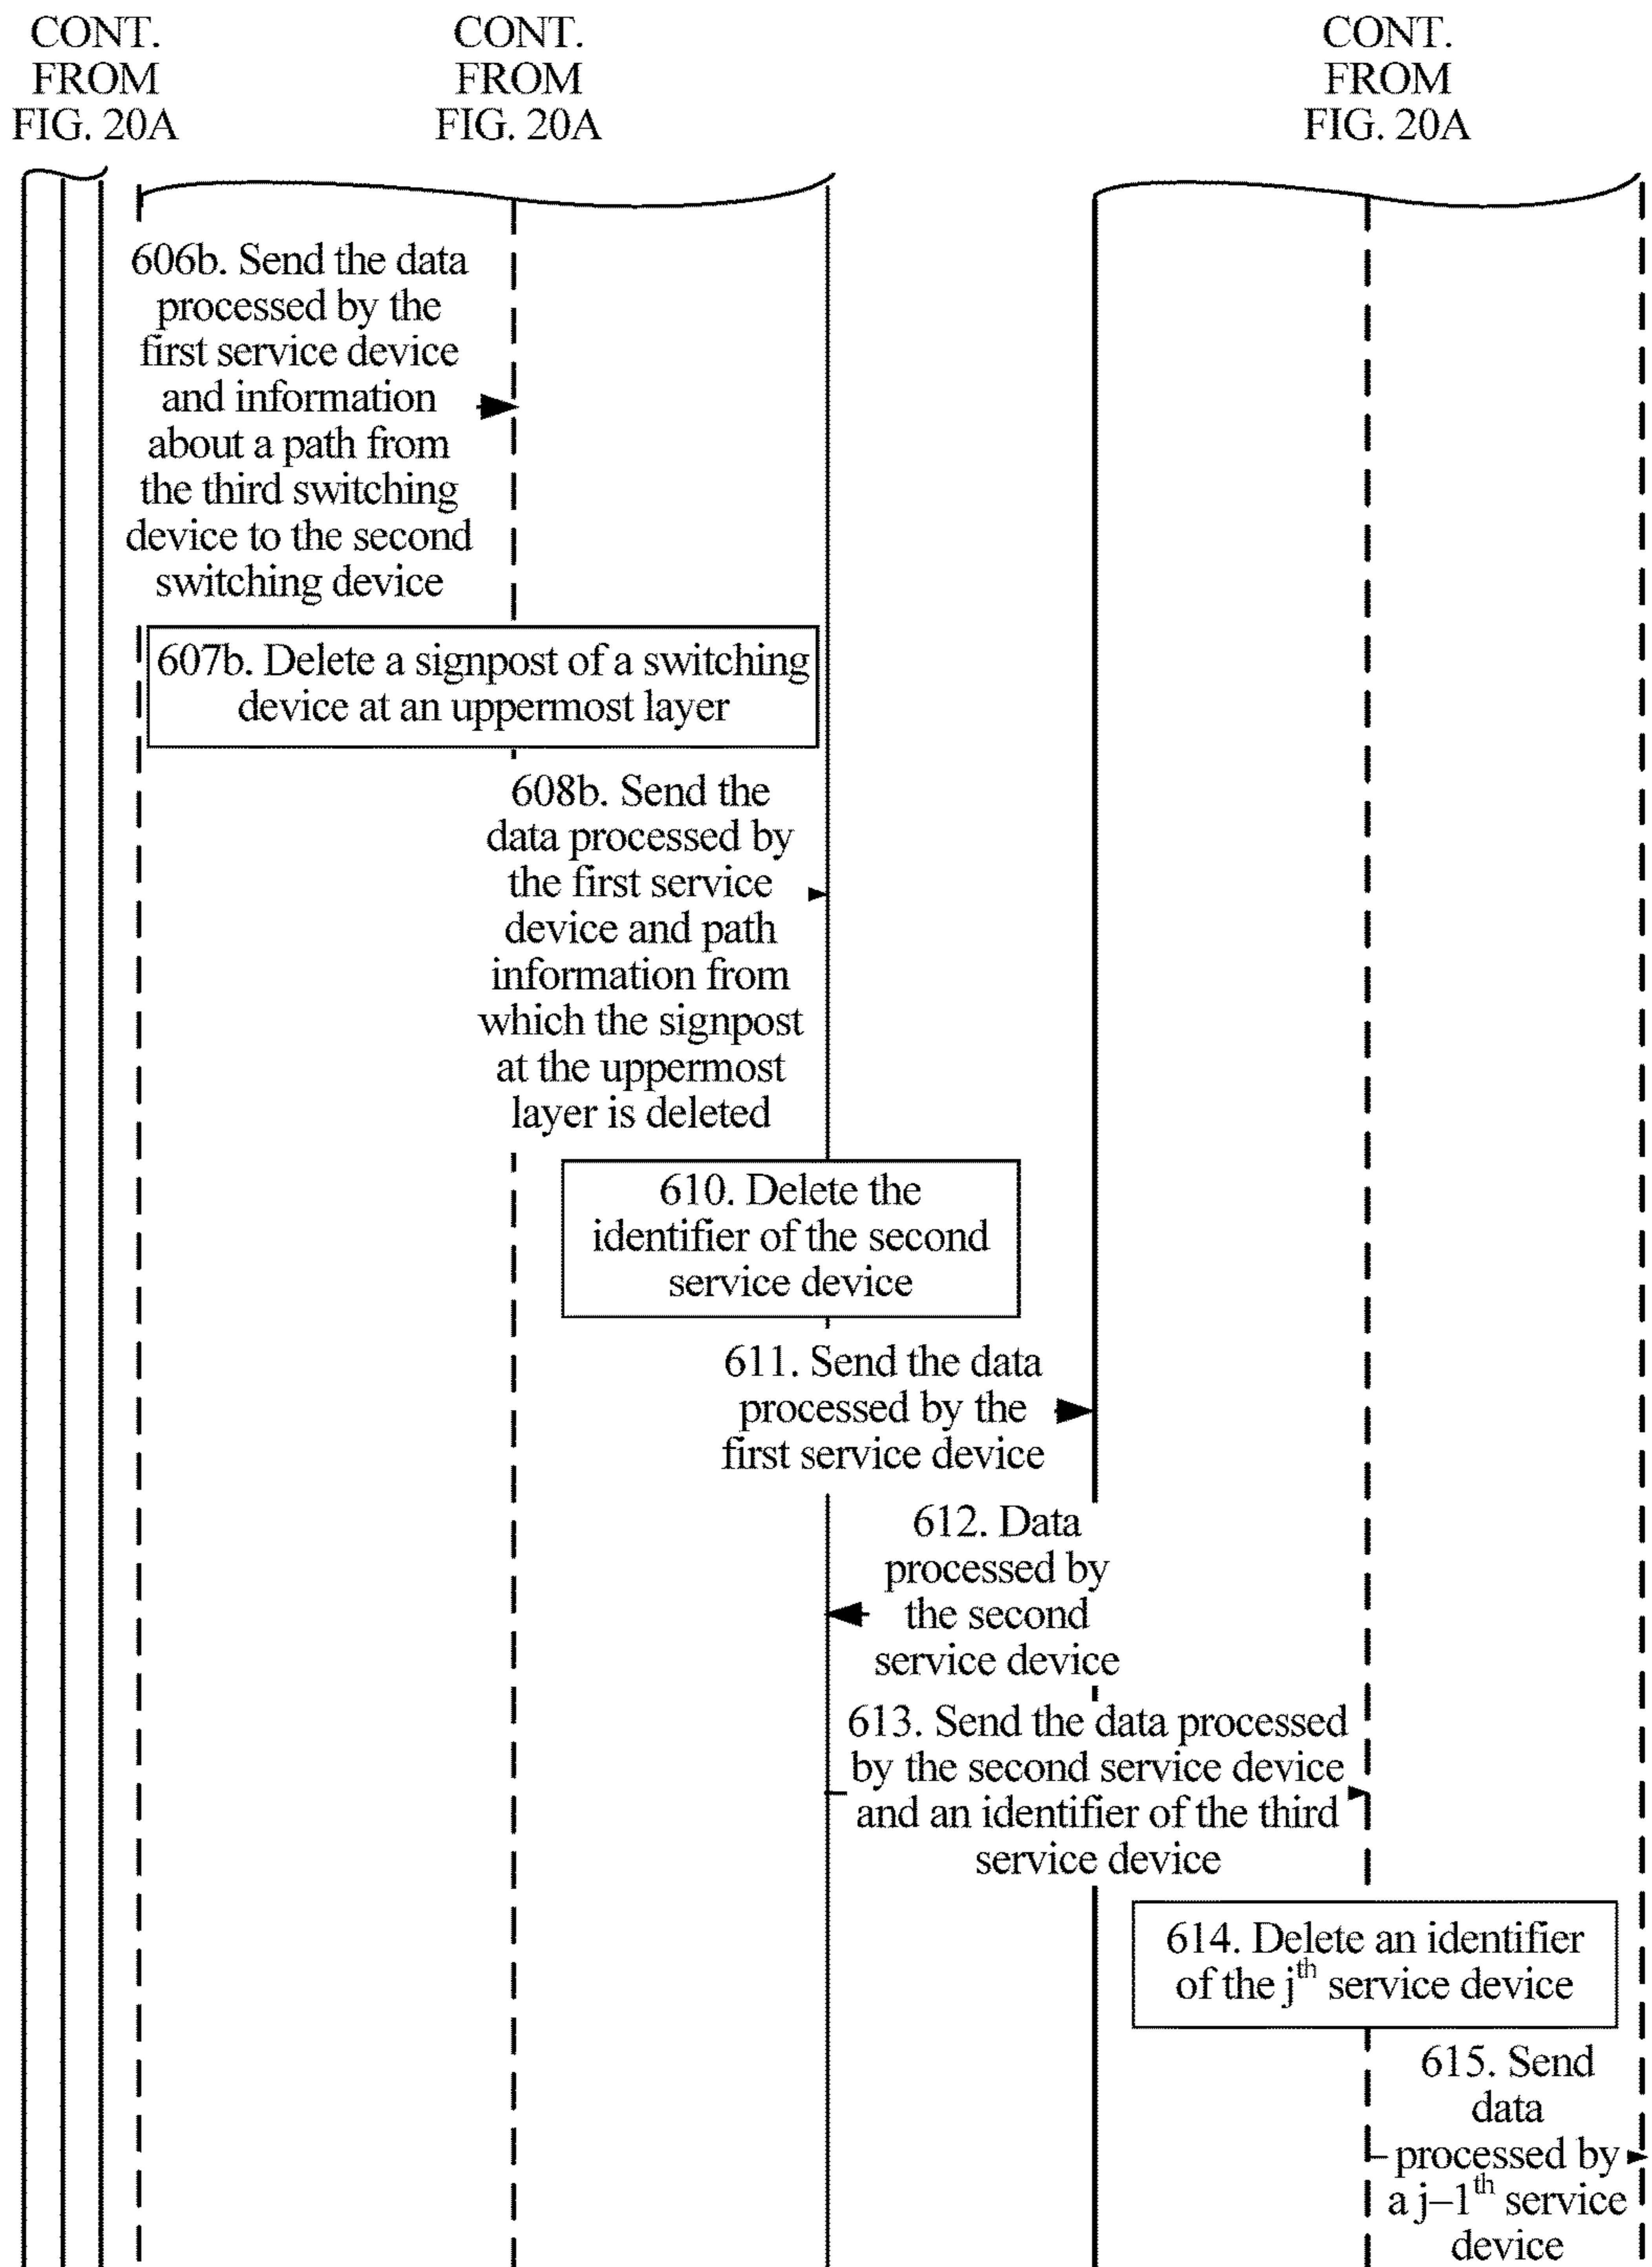 CONT.
FROM
FIG. 20A
CONT.
FROM
FIG. 20A
CONT.
FROM
FIG. 20A
606b. Send the data
processed by the
first service device
and information
about a path from
the third switching
device to the second
switching device
607b. Delete a signpost of a switching
device at an uppermost layer
608b. Send the
data processed by
the first service
device and path
information from
which the signpost
at the uppermost
layer is deleted
610. Delete the
identifier of the second
service device
611. Send the data
processed by the
first service device
612. Data
processed by
the second
service device
613. Send the data processed
by the second service device
and an identifier of the third
service device
614. Delete an identifier
of the jth service device
615. Send
data
processed by
a j–1th service
device